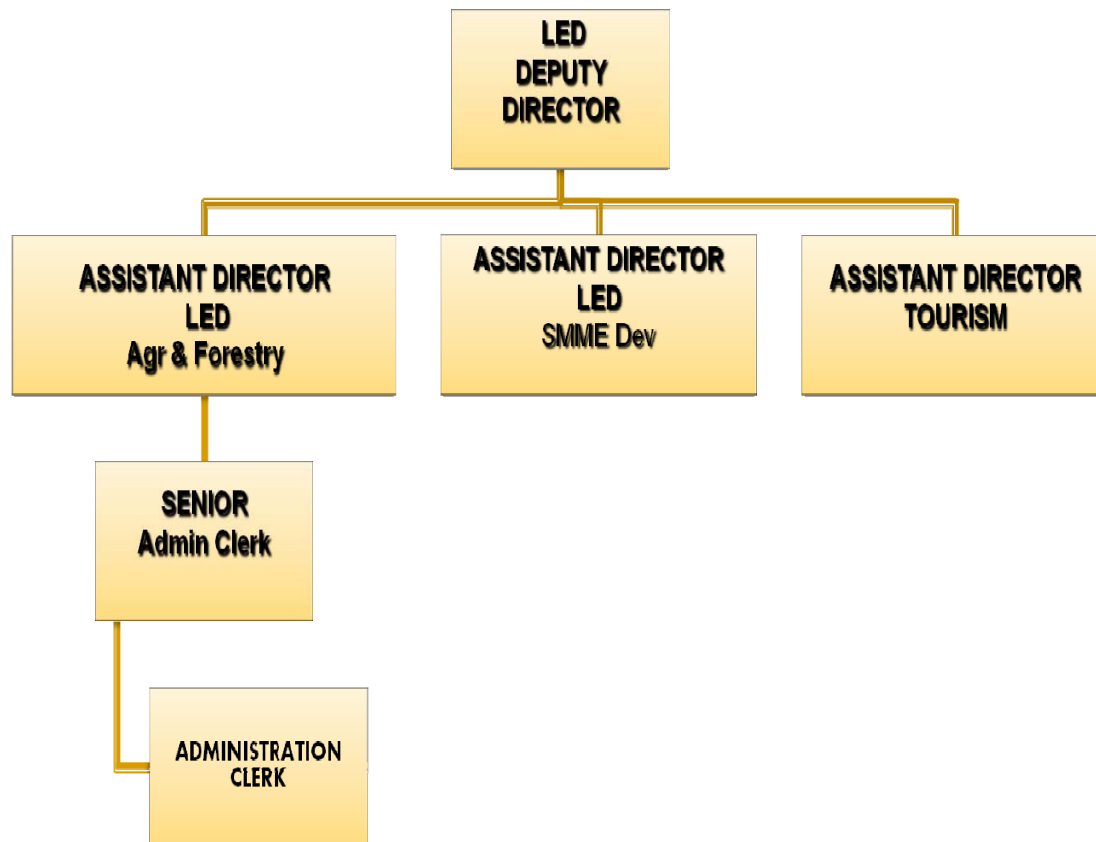 LED
DEPUTY
DIRECTOR
ASSISTANT DIRECTOR
LED
Agr & Forestry
ASSISTANT DIRECTOR
LED
SMME Dev
ASSISTANT DIRECTOR
TOURISM
SENIOR
Admin Clerk
ADMINISTRATION
CLERK